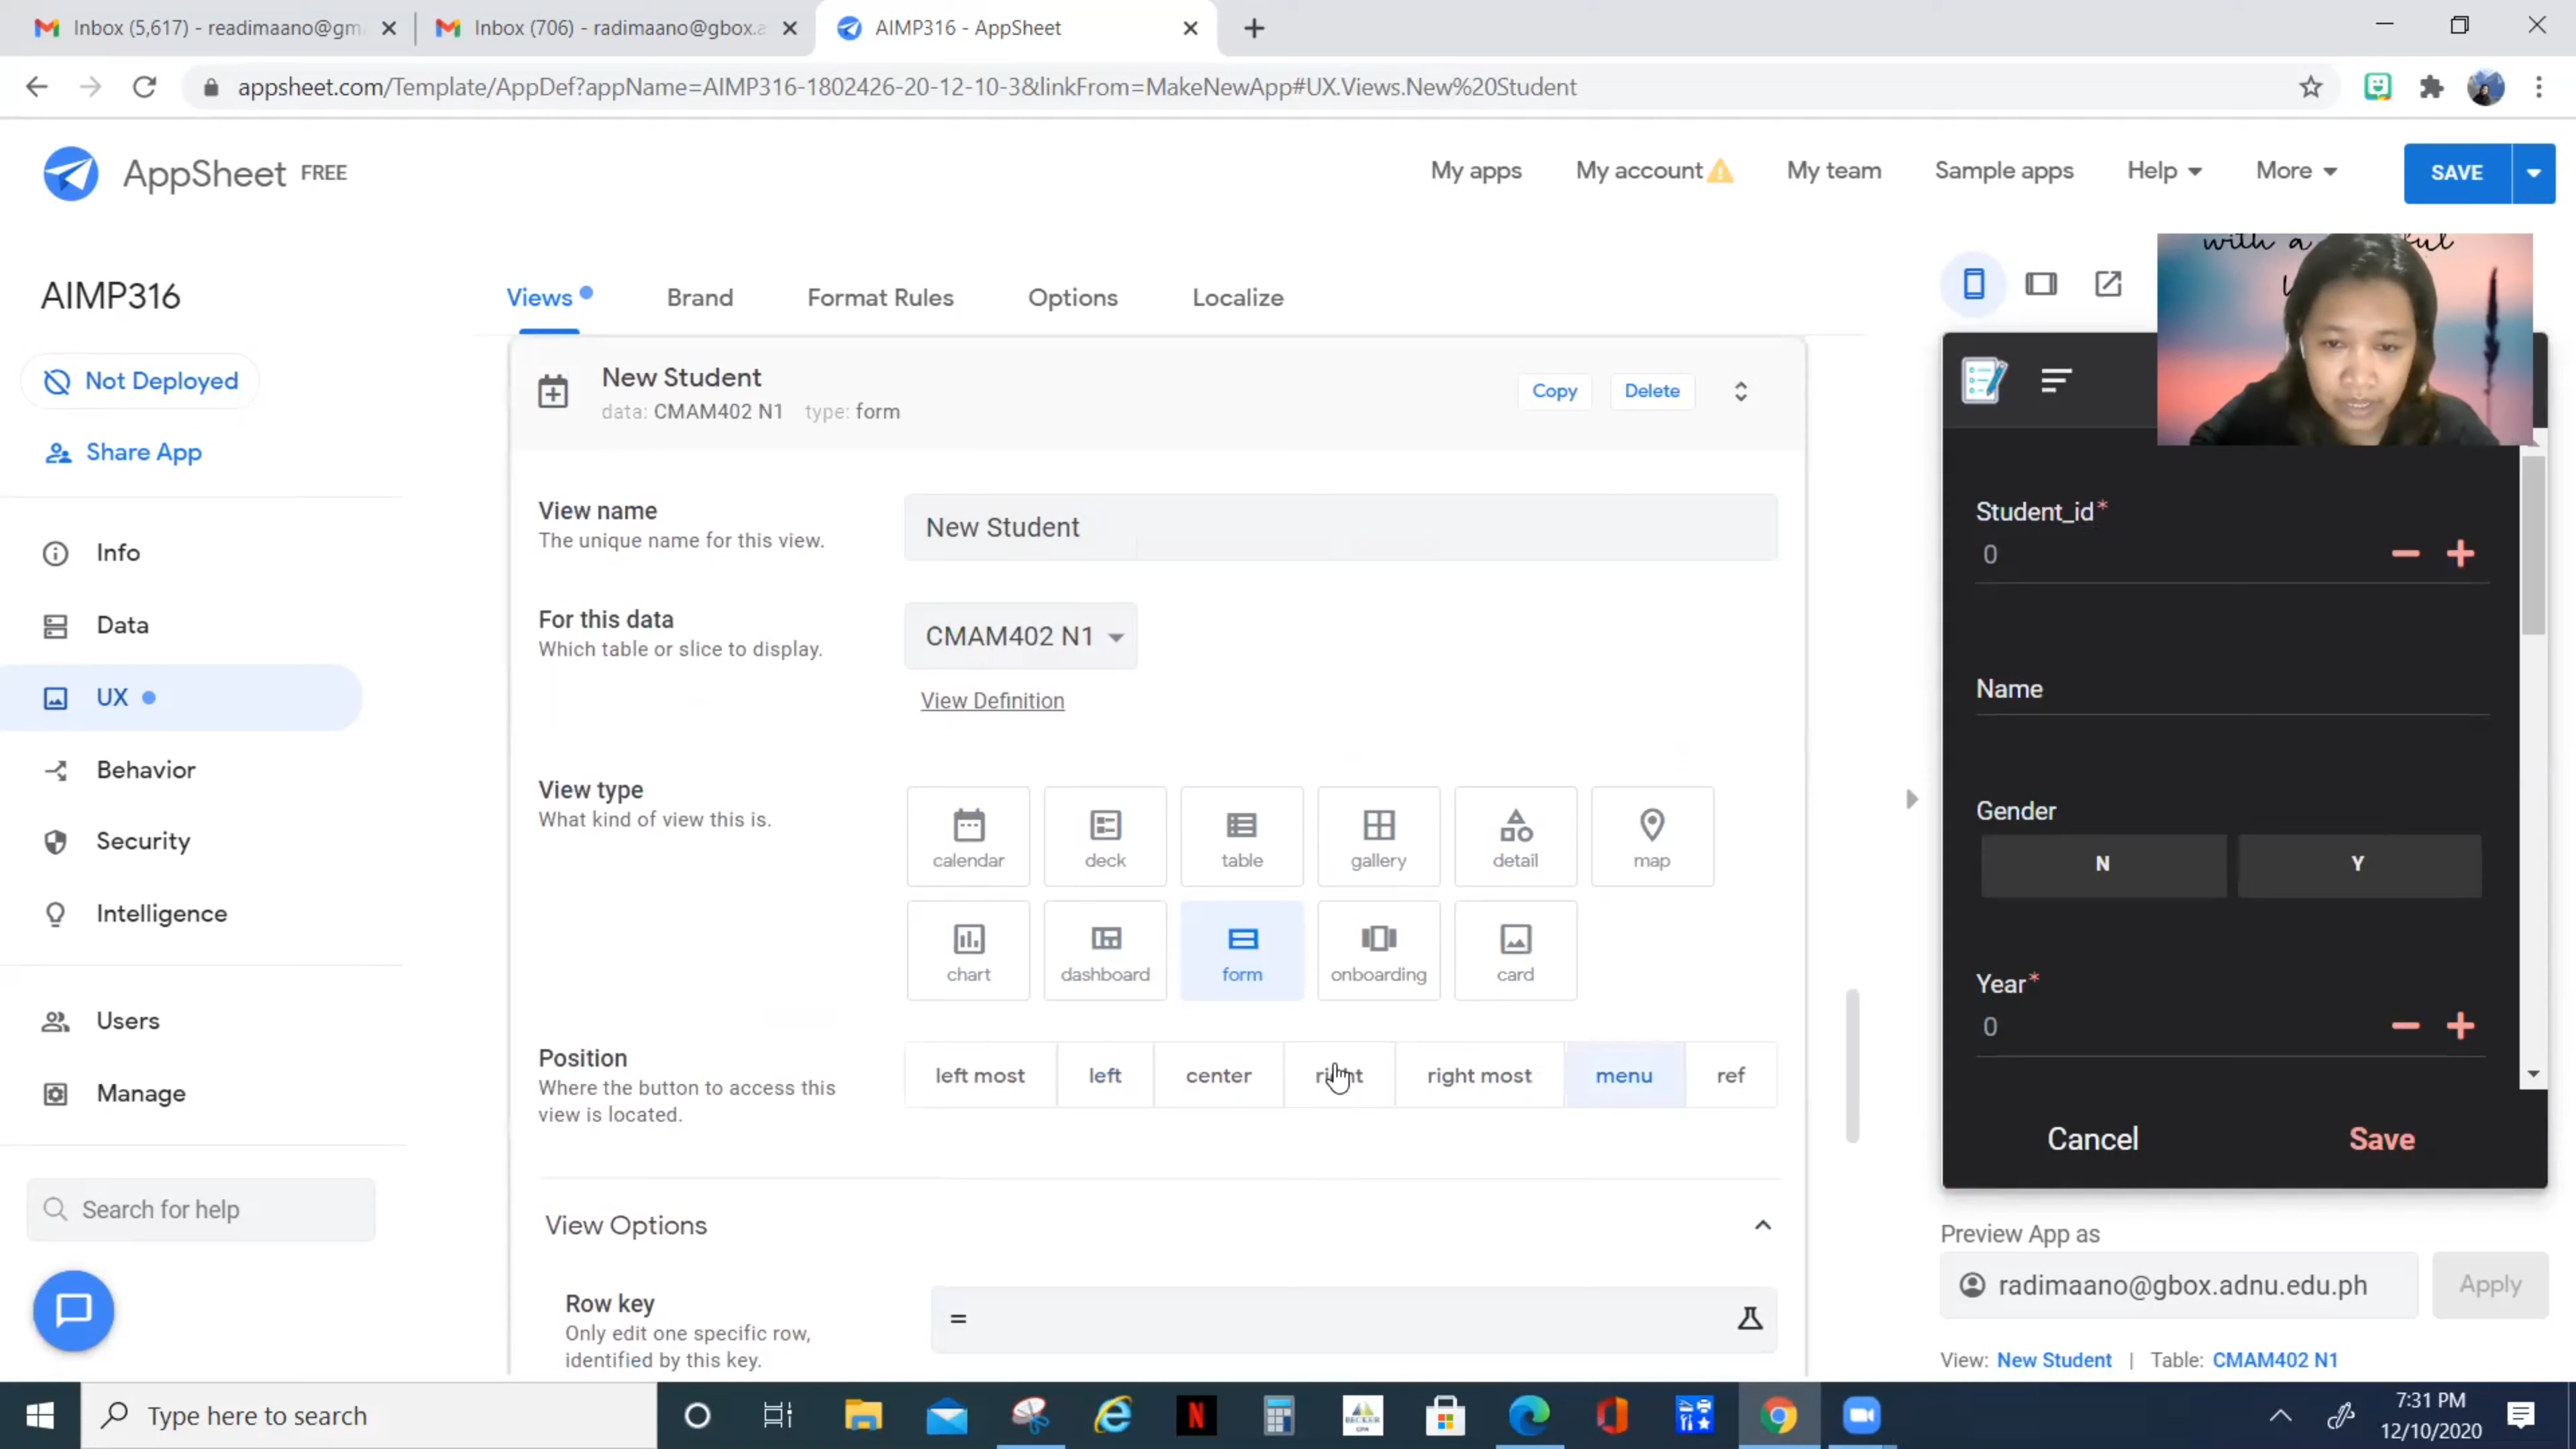 Inbox (5,617) - readimaano@gm
Inbox (706) - radimaano@gbox.a
AIMP316 - AppSheet
appsheet.com/Template/AppDef?appName=AIMP316-1802426-20-12-10-3&linkFrom=MakeNewApp#UX.Views.New%20Student
AppSheet FREE
My apps
My account
My team
Sample apps
Help
More
SAVE
with a
AIMP316
Not Deployed
Share App
Info
Data
UX
Behavior
Security
Intelligence
Users
Manage
Search for help
Views
Brand
Format Rules
Options
Localize
New Student
data: CMAM402 N1 type: form
Copy
Delete
View name
The unique name for this view.
New Student
For this data
Which table or slice to display.
CMAM402 N1
View Definition
View type
What kind of view this is.
calendar
deck
table
gallery
detail
map
chart
dashboard
form
onboarding
card
Position
Where the button to access this
view is located.
left most
left
center
right
right most
menu
ref
View Options
Row key
Only edit one specific row,
identified by this key.
=
Student_id*
0
Name
Gender
N
Y
Year*
0
Cancel
Save
Preview App as
radimaano@gbox.adnu.edu.ph
Apply
View: New Student | Table: CMAM402 N1
Type here to search
7:31 PM
12/10/2020